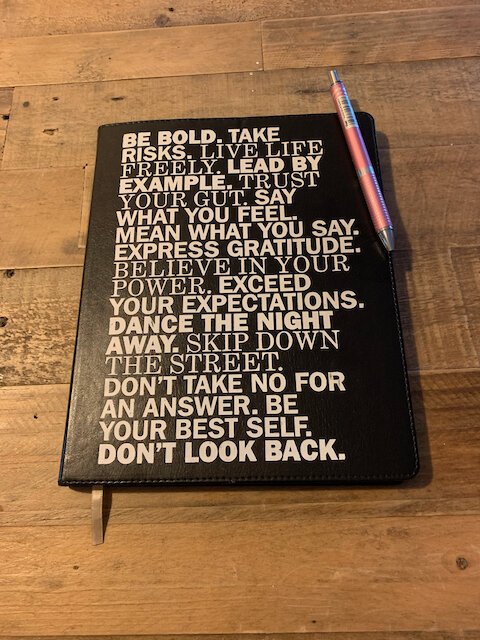 BE BOLD. TAKE
RISKS. LIVE LIFE
FREELY. LEAD BY
EXAMPLE. TRUST
YOUR GUT. SAY
WHAT YOU FEEL.
MEAN WHAT YOU SAY.
EXPRESS GRATITUDE.
BELIEVE IN YOUR
POWER. EXCEED
YOUR EXPECTATIONS.
DANCE THE NIGHT
AWAY. SKIP DOWN
THE STREET.
DON'T TAKE NO FOR
AN ANSWER. BE
YOUR BEST SELF.
DON'T LOOK BACK.